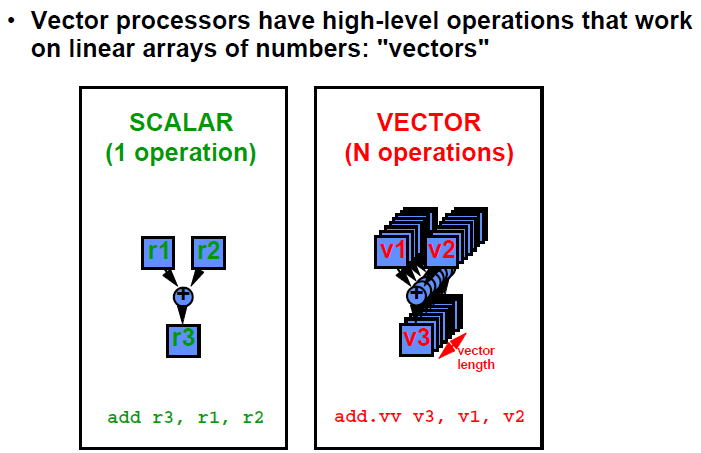 • Vector processors have high-level operations that work
on linear arrays of numbers: "vectors"
SCALAR
(1 operation)
r1 r2
+
r3
add r3, r1, r2
VECTOR
(N operations)
v1 v2
+
v3
vector
length
add.vv v3, v1, v2